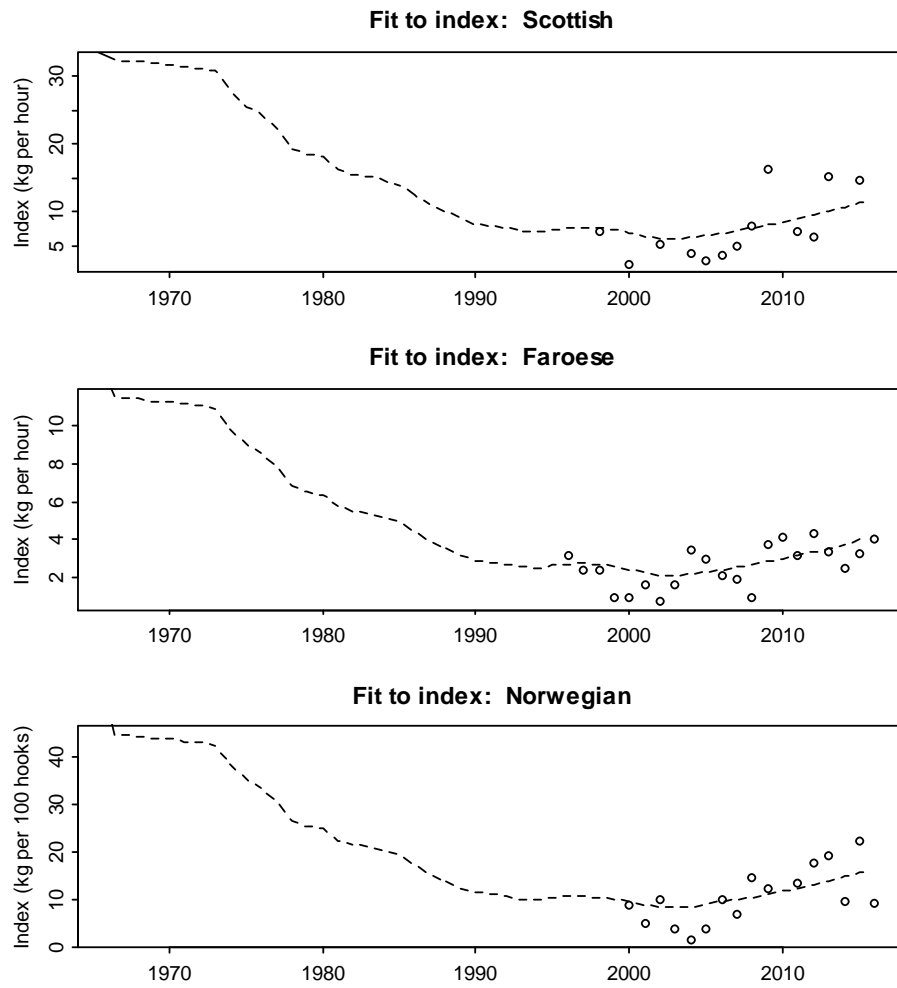 Fit to index: Scottish
Index (kg per hour)
30
20
10
5
1970 1980 1990 2000 2010
Fit to index: Faroese
Index (kg per hour)
10
8
6
4
2
1970 1980 1990 2000 2010
Fit to index: Norwegian
Index (kg per 100 hooks)
40
30
20
10
0
1970 1980 1990 2000 2010